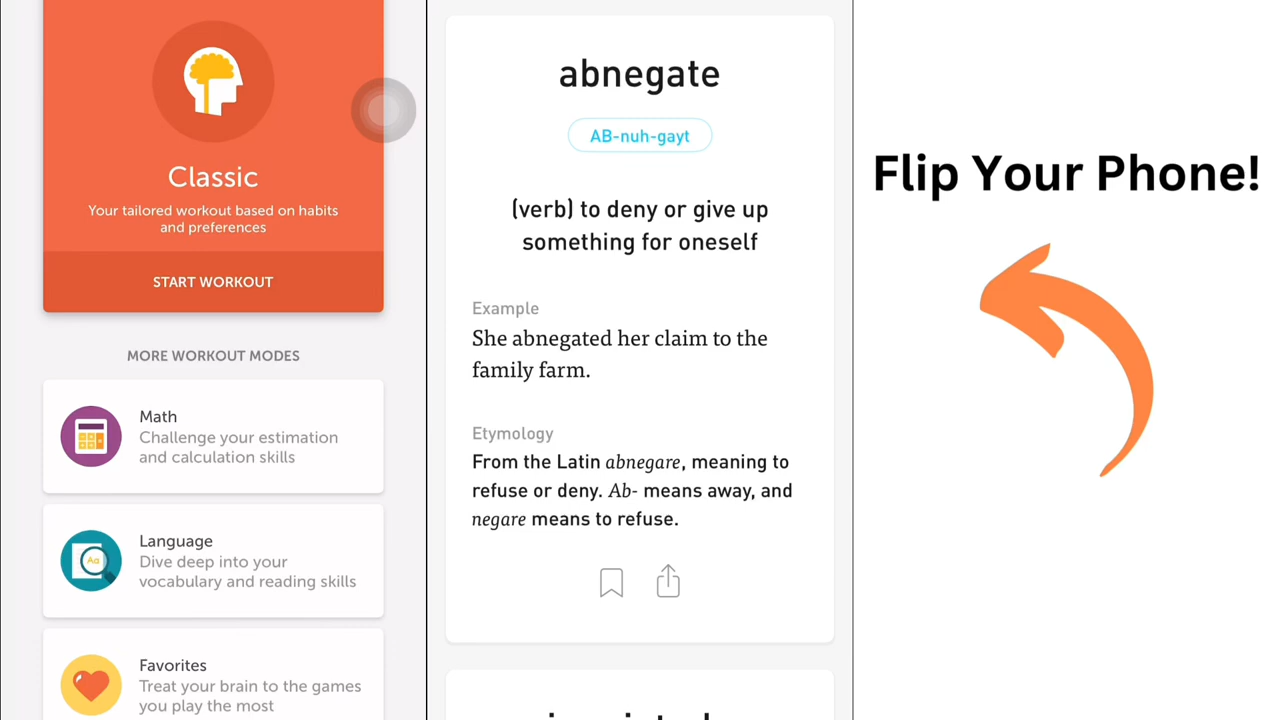 Classic
Your tailored workout based on habits
and preferences
START WORKOUT
MORE WORKOUT MODES
Math
Challenge your estimation
and calculation skills
Aa
Language
Dive deep into your
vocabulary and reading skills
Favorites
Treat your brain to the games
you play the most
abnegate
AB-nuh-gayt
(verb) to deny or give up
something for oneself
Example
She abnegated her claim to the
family farm.
Etymology
From the Latin abnegare, meaning to
refuse or deny. Ab- means away, and
negare means to refuse.
Flip Your Phone!